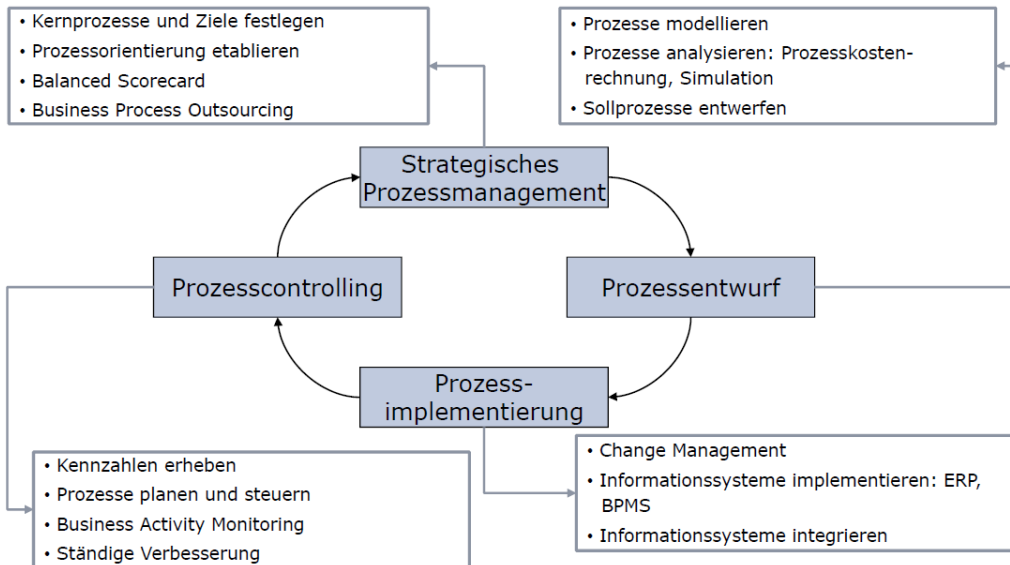 • Kernprozesse und Ziele festlegen
• Prozessorientierung etablieren
• Balanced Scorecard
• Business Process Outsourcing
• Prozesse modellieren
• Prozesse analysieren: Prozesskosten-
rechnung, Simulation
• Sollprozesse entwerfen
Strategisches
Prozessmanagement
Prozesscontrolling
Prozessentwurf
Prozess-
implementierung
• Kennzahlen erheben
• Prozesse planen und steuern
• Business Activity Monitoring
• Ständige Verbesserung
• Change Management
• Informationssysteme implementieren: ERP,
BPMS
• Informationssysteme integrieren